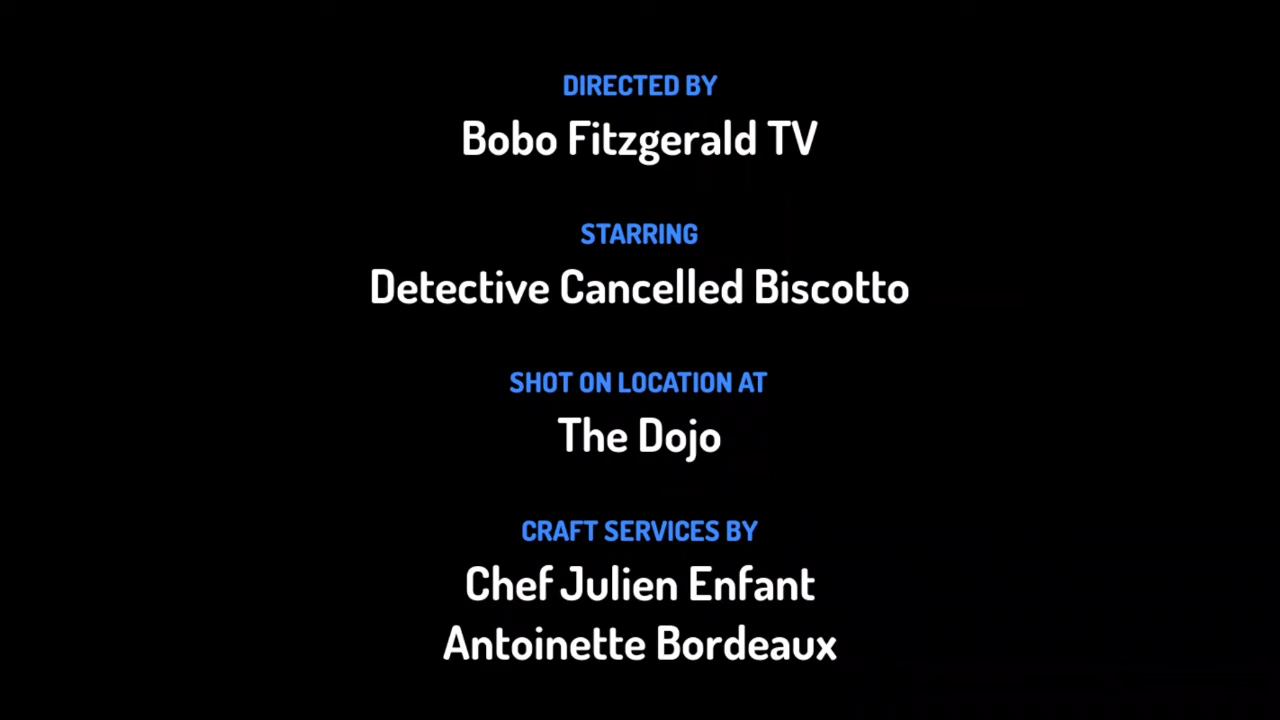 DIRECTED BY
Bobo Fitzgerald TV
STARRING
Detective Cancelled Biscotto
SHOT ON LOCATION AT
The Dojo
CRAFT SERVICES BY
Chef Julien Enfant
Antoinette Bordeaux